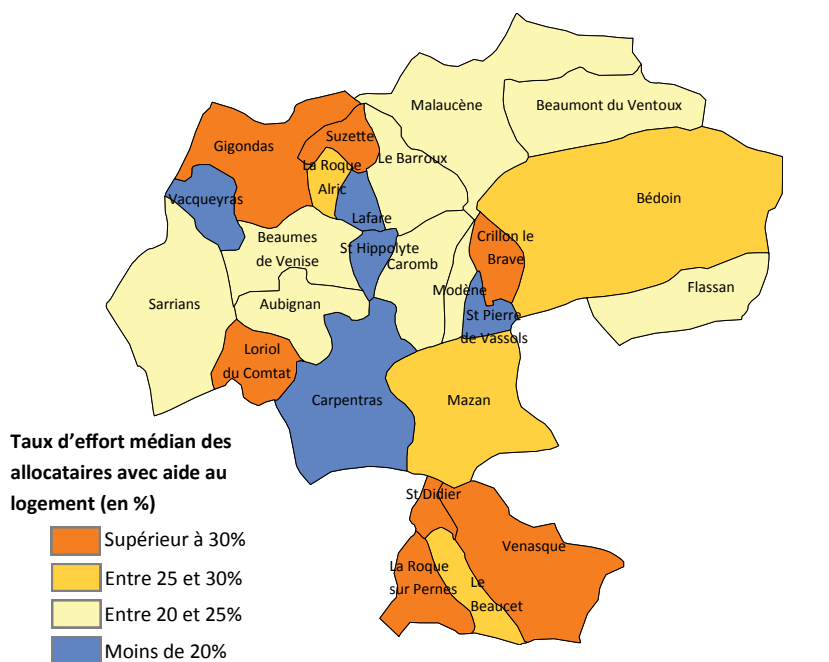 Malaucène
Beaumont du Ventoux
Suzette
Gigondas
Le Barroux
La Roque
Alric
Bédoin
Vacqueyras
Lafare
Beaumes
de Venise
St Hippolyte
Crillon le
Brave
Caromb
Flassan
Modène
Sarrians
Aubignan
St Pierre
de Vassols
Loriol
du Comtat
Carpentras
Mazan
Taux d’effort médian des
allocataires avec aide au
logement (en %)
Supérieur à 30%
Entre 25 et 30%
Entre 20 et 25%
Moins de 20%
St Didier
Venasque
La Roque
sur Pernes
Le
Beaucet